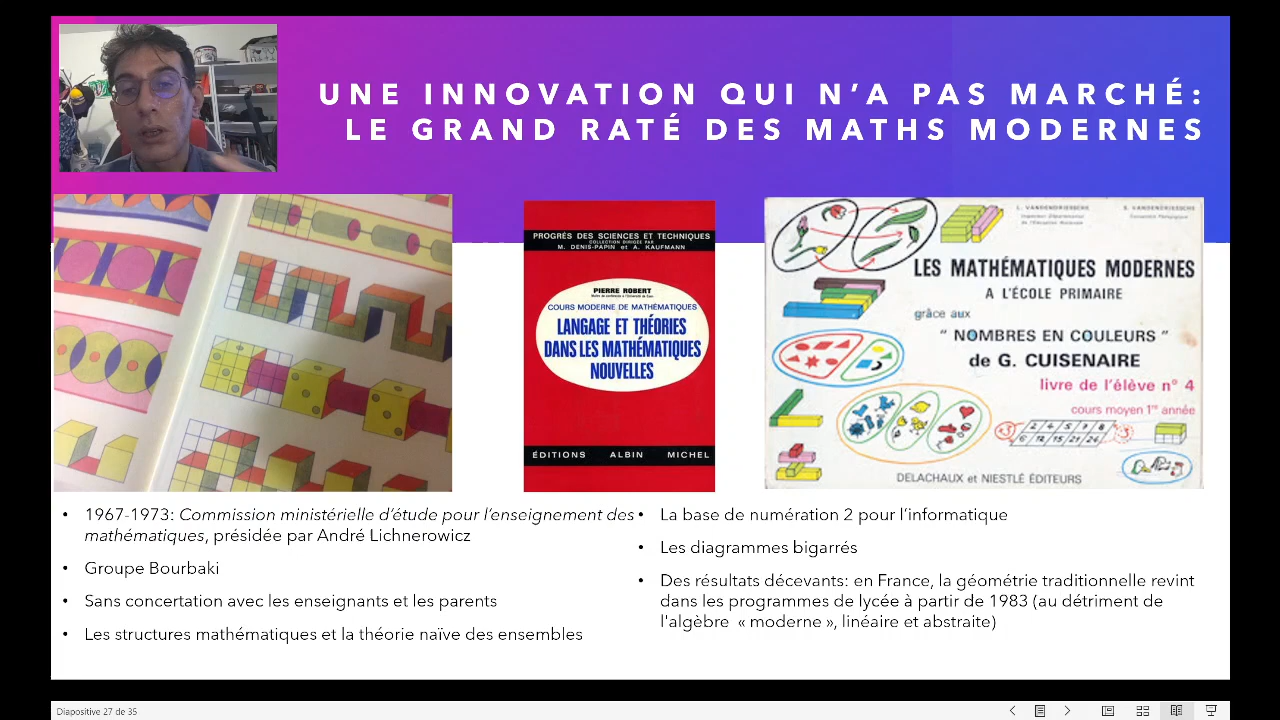 UNE INNOVATION QUI N'A PAS MARCHÉ:
LE GRAND RATÉ DES MATHS MODERNES
PROGRÉS DES SCIENCES ET TECHNIQUES
COLLECTION DIRIGÉE PAR
M. DENIS-PAPIN et A. KAUFMANN
PIERRE ROBERT
COURS MODERNE DE MATHÉMATIQUES
LANGAGE ET THÉORIES
DANS LES MATHÉMATIQUES
NOUVELLES
ÉDITIONS ALBIN MICHEL
L. VANDENDRIESSCHE S. VANDENDRIESSCHE
LES MATHÉMATIQUES MODERNES
A L'ÉCOLE PRIMAIRE
grâce aux
" NOMBRES EN COULEURS "
de G. CUISENAIRE
livre de l'élève n° 4
cours moyen 1re année
DELACHAUX et NIESTLÉ ÉDITEURS
• 1967-1973: Commission ministérielle d'étude pour l'enseignement des
mathématiques, présidée par André Lichnerowicz
• Groupe Bourbaki
• Sans concertation avec les enseignants et les parents
• Les structures mathématiques et la théorie naïve des ensembles
• La base de numération 2 pour l'informatique
• Les diagrammes bigarrés
• Des résultats décevants: en France, la géométrie traditionnelle revint
dans les programmes de lycée à partir de 1983 (au détriment de
l'algèbre « moderne », linéaire et abstraite)
Diapositive 27 de 35